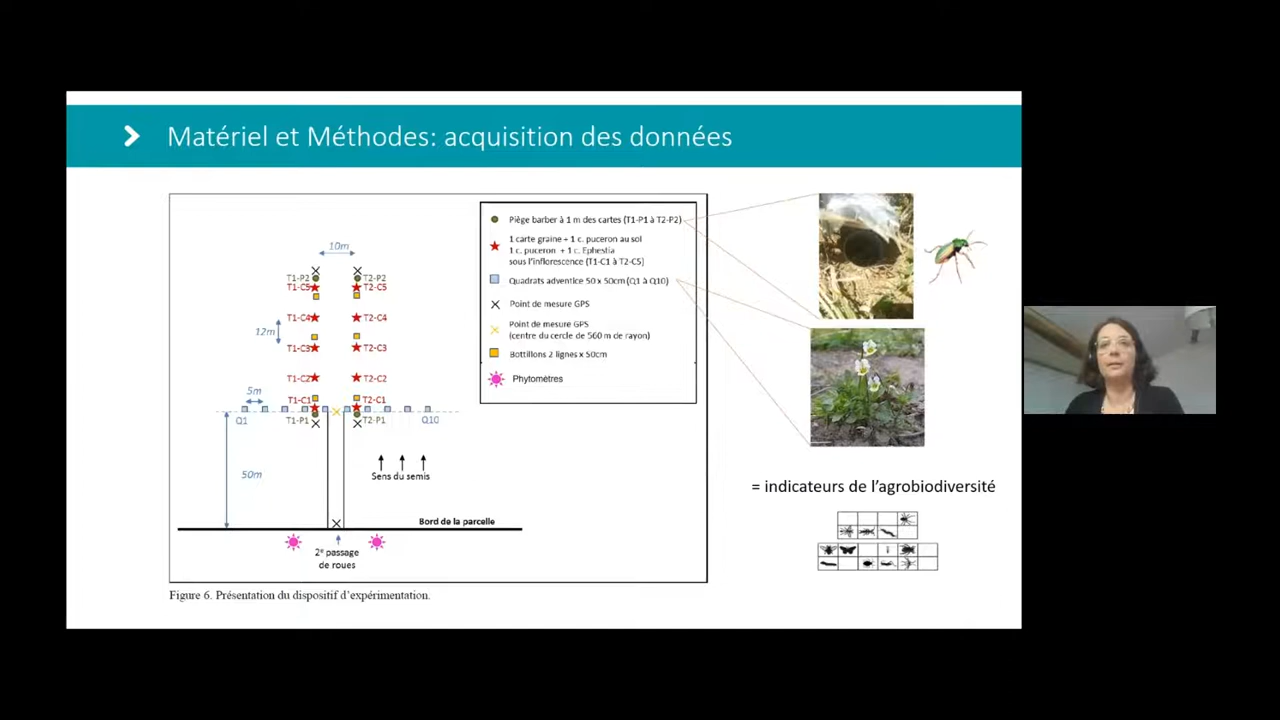 Matériel et Méthodes: acquisition des données
10m
T1-P2
T2-P2
T1-C5
T2-C5
T1-C4
T2-C4
12m
T1-C3
T2-C3
T1-C2
T2-C2
5m
T1-C1
T2-C1
Q1
T1-P1
T2-P1
Q10
50m
Sens du semis
Bord de la parcelle
2e passage
de roues
Piège barber à 1 m des cartes (T1-P1 à T2-P2)
1 carte graine + 1 c. puceron au sol
1 c. puceron + 1 c. Ephestia
sous l'inflorescence (T1-C1 à T2-C5)
Quadrats adventice 50 x 50cm (Q1 à Q10)
Point de mesure GPS
Point de mesure GPS
(centre du cercle de 560 m de rayon)
Bottillons 2 lignes x 50cm
Phytomètres
= indicateurs de l'agrobiodiversité
Figure 6. Présentation du dispositif d'expérimentation.